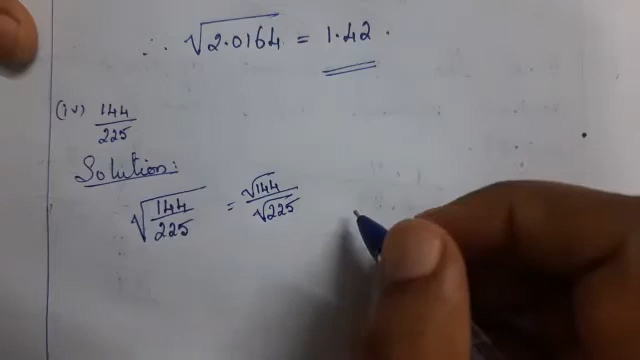 ∴ √2.0164 = 1.42.
(iv) 144/225
Solution:
√(144/225) = √144/√225